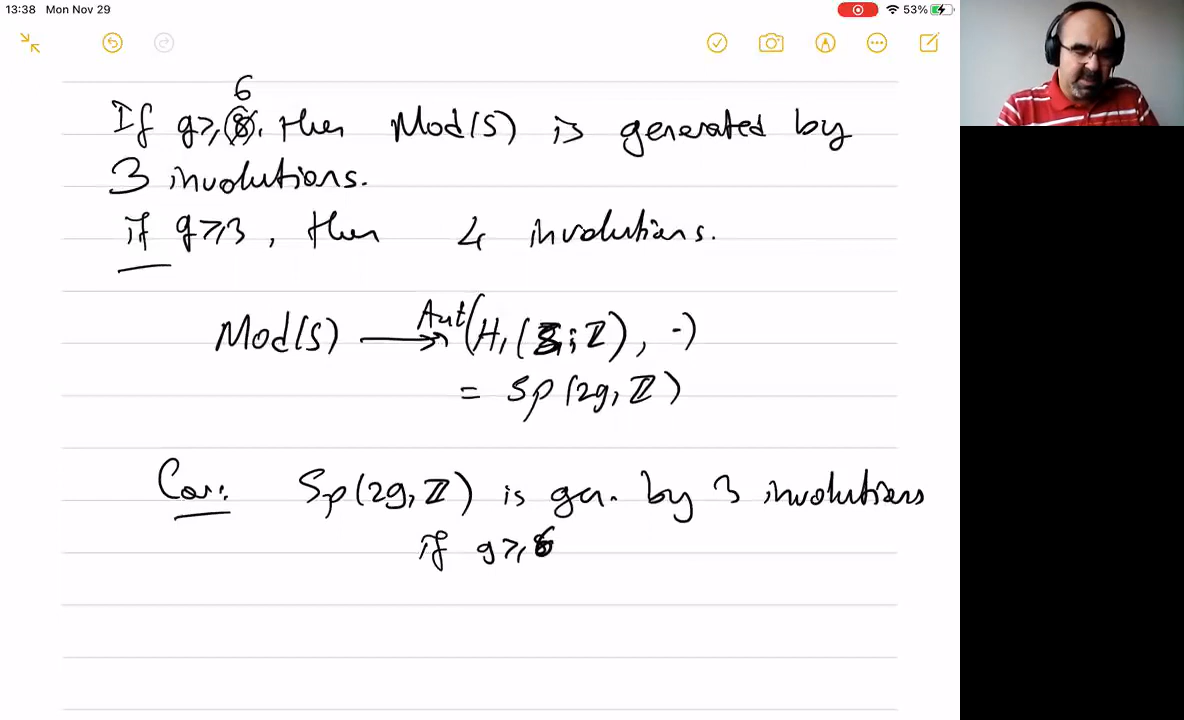 13:38 Mon Nov 29
53%
6
If g≥8, then Mod(S) is generated by
3 involutions.
if g≥3, then 4 involutions.
Mod(S) ⟶ Aut(H₁(S; ℤ), ·)
= Sp(2g, ℤ)
Cor: Sp(2g, ℤ) is gen. by 3 involutions
if g≥6